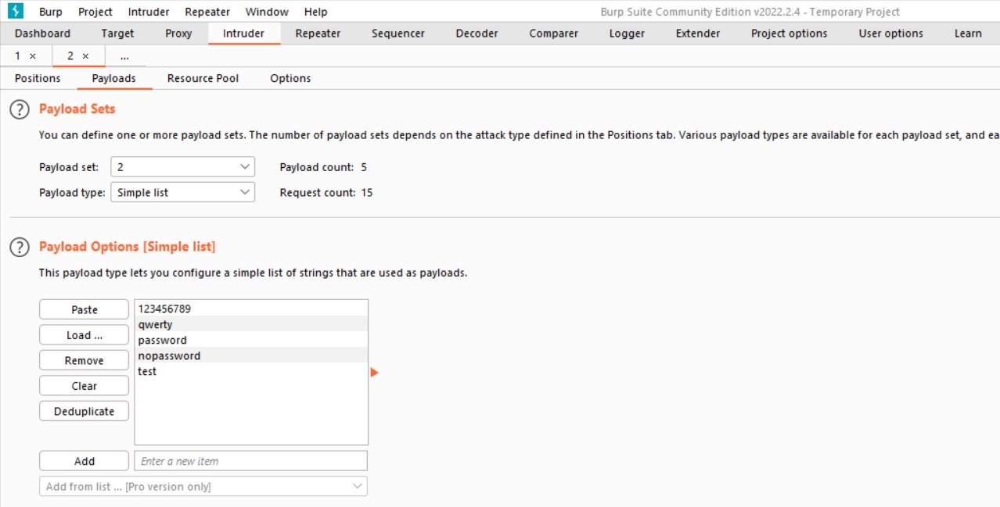 Burp Project Intruder Repeater Window Help Burp Suite Community Edition v2022.2.4 - Temporary Project
Dashboard Target Proxy Intruder Repeater Sequencer Decoder Comparer Logger Extender Project options User options Learn
1 × 2 × ...
Positions Payloads Resource Pool Options
? Payload Sets
You can define one or more payload sets. The number of payload sets depends on the attack type defined in the Positions tab. Various payload types are available for each payload set, and ea
Payload set: 2 Payload count: 5
Payload type: Simple list Request count: 15
? Payload Options [Simple list]
This payload type lets you configure a simple list of strings that are used as payloads.
Paste 123456789
qwerty
Load ... password
Remove nopassword
test
Clear
Deduplicate
Add Enter a new item
Add from list ... [Pro version only]